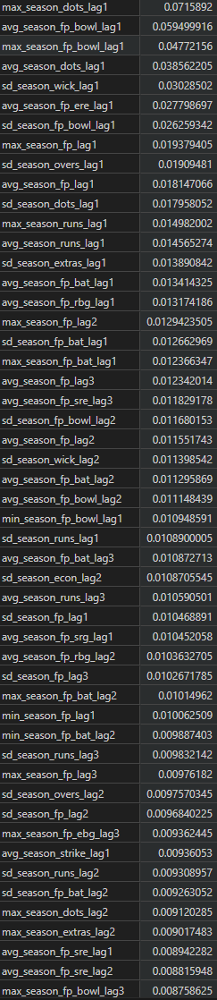 max_season_dots_lag1 0.0715892
avg_season_fp_bowl_lag1 0.059499916
max_season_fp_bowl_lag1 0.04772156
avg_season_dots_lag1 0.038562205
sd_season_wick_lag1 0.03028502
avg_season_fp_ere_lag1 0.027798697
sd_season_fp_bowl_lag1 0.026259342
max_season_fp_lag1 0.019379405
sd_season_overs_lag1 0.01909481
avg_season_fp_lag1 0.018147066
sd_season_dots_lag1 0.017958052
max_season_runs_lag1 0.014982002
avg_season_runs_lag1 0.014565274
sd_season_extras_lag1 0.013890842
avg_season_fp_bat_lag1 0.013414325
avg_season_fp_rbg_lag1 0.013174186
max_season_fp_lag2 0.0129423505
sd_season_fp_bat_lag1 0.012662969
max_season_fp_bat_lag1 0.012366347
avg_season_fp_lag3 0.012342014
avg_season_fp_sre_lag3 0.011829178
sd_season_fp_bowl_lag2 0.011680153
avg_season_fp_lag2 0.011551743
sd_season_wick_lag2 0.011398542
avg_season_fp_bat_lag2 0.011295869
avg_season_fp_bowl_lag2 0.011148439
min_season_fp_bowl_lag1 0.010948591
sd_season_runs_lag1 0.0108900005
avg_season_fp_bat_lag3 0.010872713
sd_season_econ_lag2 0.0108705545
avg_season_runs_lag3 0.010590501
sd_season_fp_lag1 0.010468891
avg_season_fp_srg_lag1 0.010452058
avg_season_fp_rbg_lag2 0.0103632705
sd_season_fp_lag3 0.0102671785
max_season_fp_bat_lag2 0.01014962
min_season_fp_lag1 0.010062509
min_season_fp_bat_lag2 0.009887403
sd_season_runs_lag3 0.009832142
max_season_fp_lag3 0.00976182
sd_season_overs_lag2 0.0097570345
sd_season_fp_lag2 0.0096840225
max_season_fp_ebg_lag3 0.009362445
avg_season_strike_lag1 0.00936053
sd_season_runs_lag2 0.009308957
sd_season_fp_bat_lag2 0.009263052
max_season_dots_lag2 0.009120285
max_season_extras_lag2 0.009017483
avg_season_fp_sre_lag1 0.008942282
avg_season_fp_sre_lag2 0.008815948
max_season_fp_bowl_lag3 0.008758625